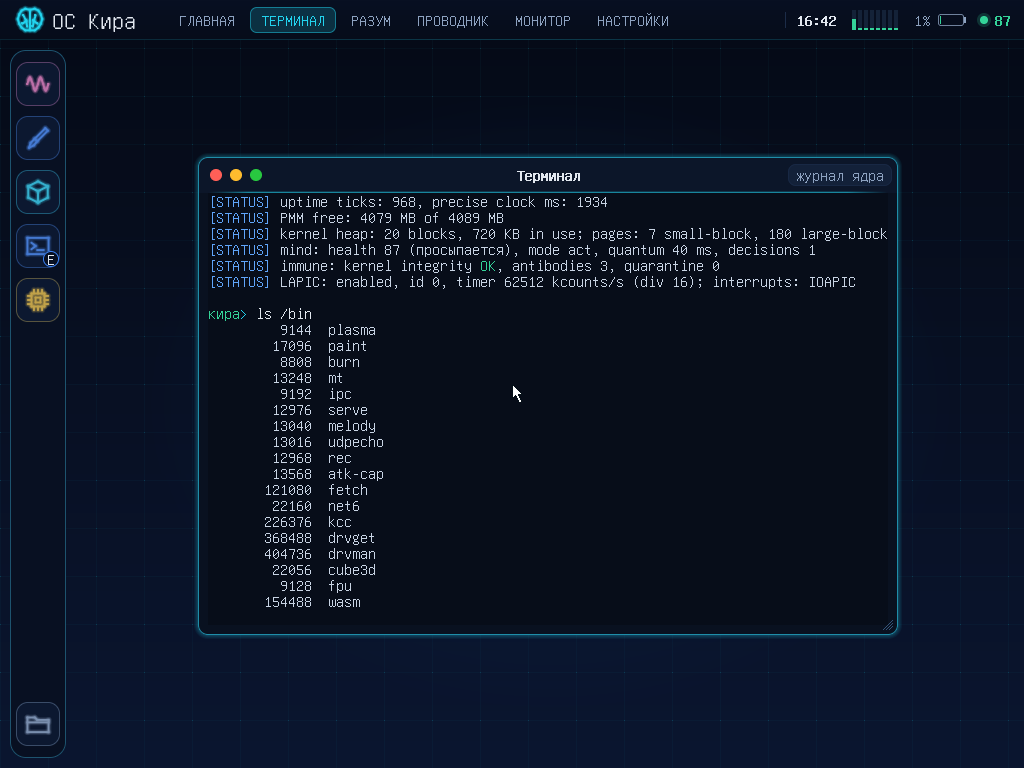 ОС Кира ГЛАВНАЯ ТЕРМИНАЛ РАЗУМ ПРОВОДНИК МОНИТОР НАСТРОЙКИ 16:42 1% 87
E
Терминал журнал ядра
[STATUS] uptime ticks: 968, precise clock ms: 1934
[STATUS] PMM free: 4079 MB of 4089 MB
[STATUS] kernel heap: 20 blocks, 720 KB in use; pages: 7 small-block, 180 large-block
[STATUS] mind: health 87 (просыпается), mode act, quantum 40 ms, decisions 1
[STATUS] immune: kernel integrity OK, antibodies 3, quarantine 0
[STATUS] LAPIC: enabled, id 0, timer 62512 kcounts/s (div 16); interrupts: IOAPIC
кира> ls /bin
9144 plasma
17096 paint
8808 burn
13248 mt
9192 ipc
12976 serve
13040 melody
13016 udpecho
12968 rec
13568 atk-cap
121080 fetch
22160 net6
226376 kcc
368488 drvget
404736 drvman
22056 cube3d
9128 fpu
154488 wasm